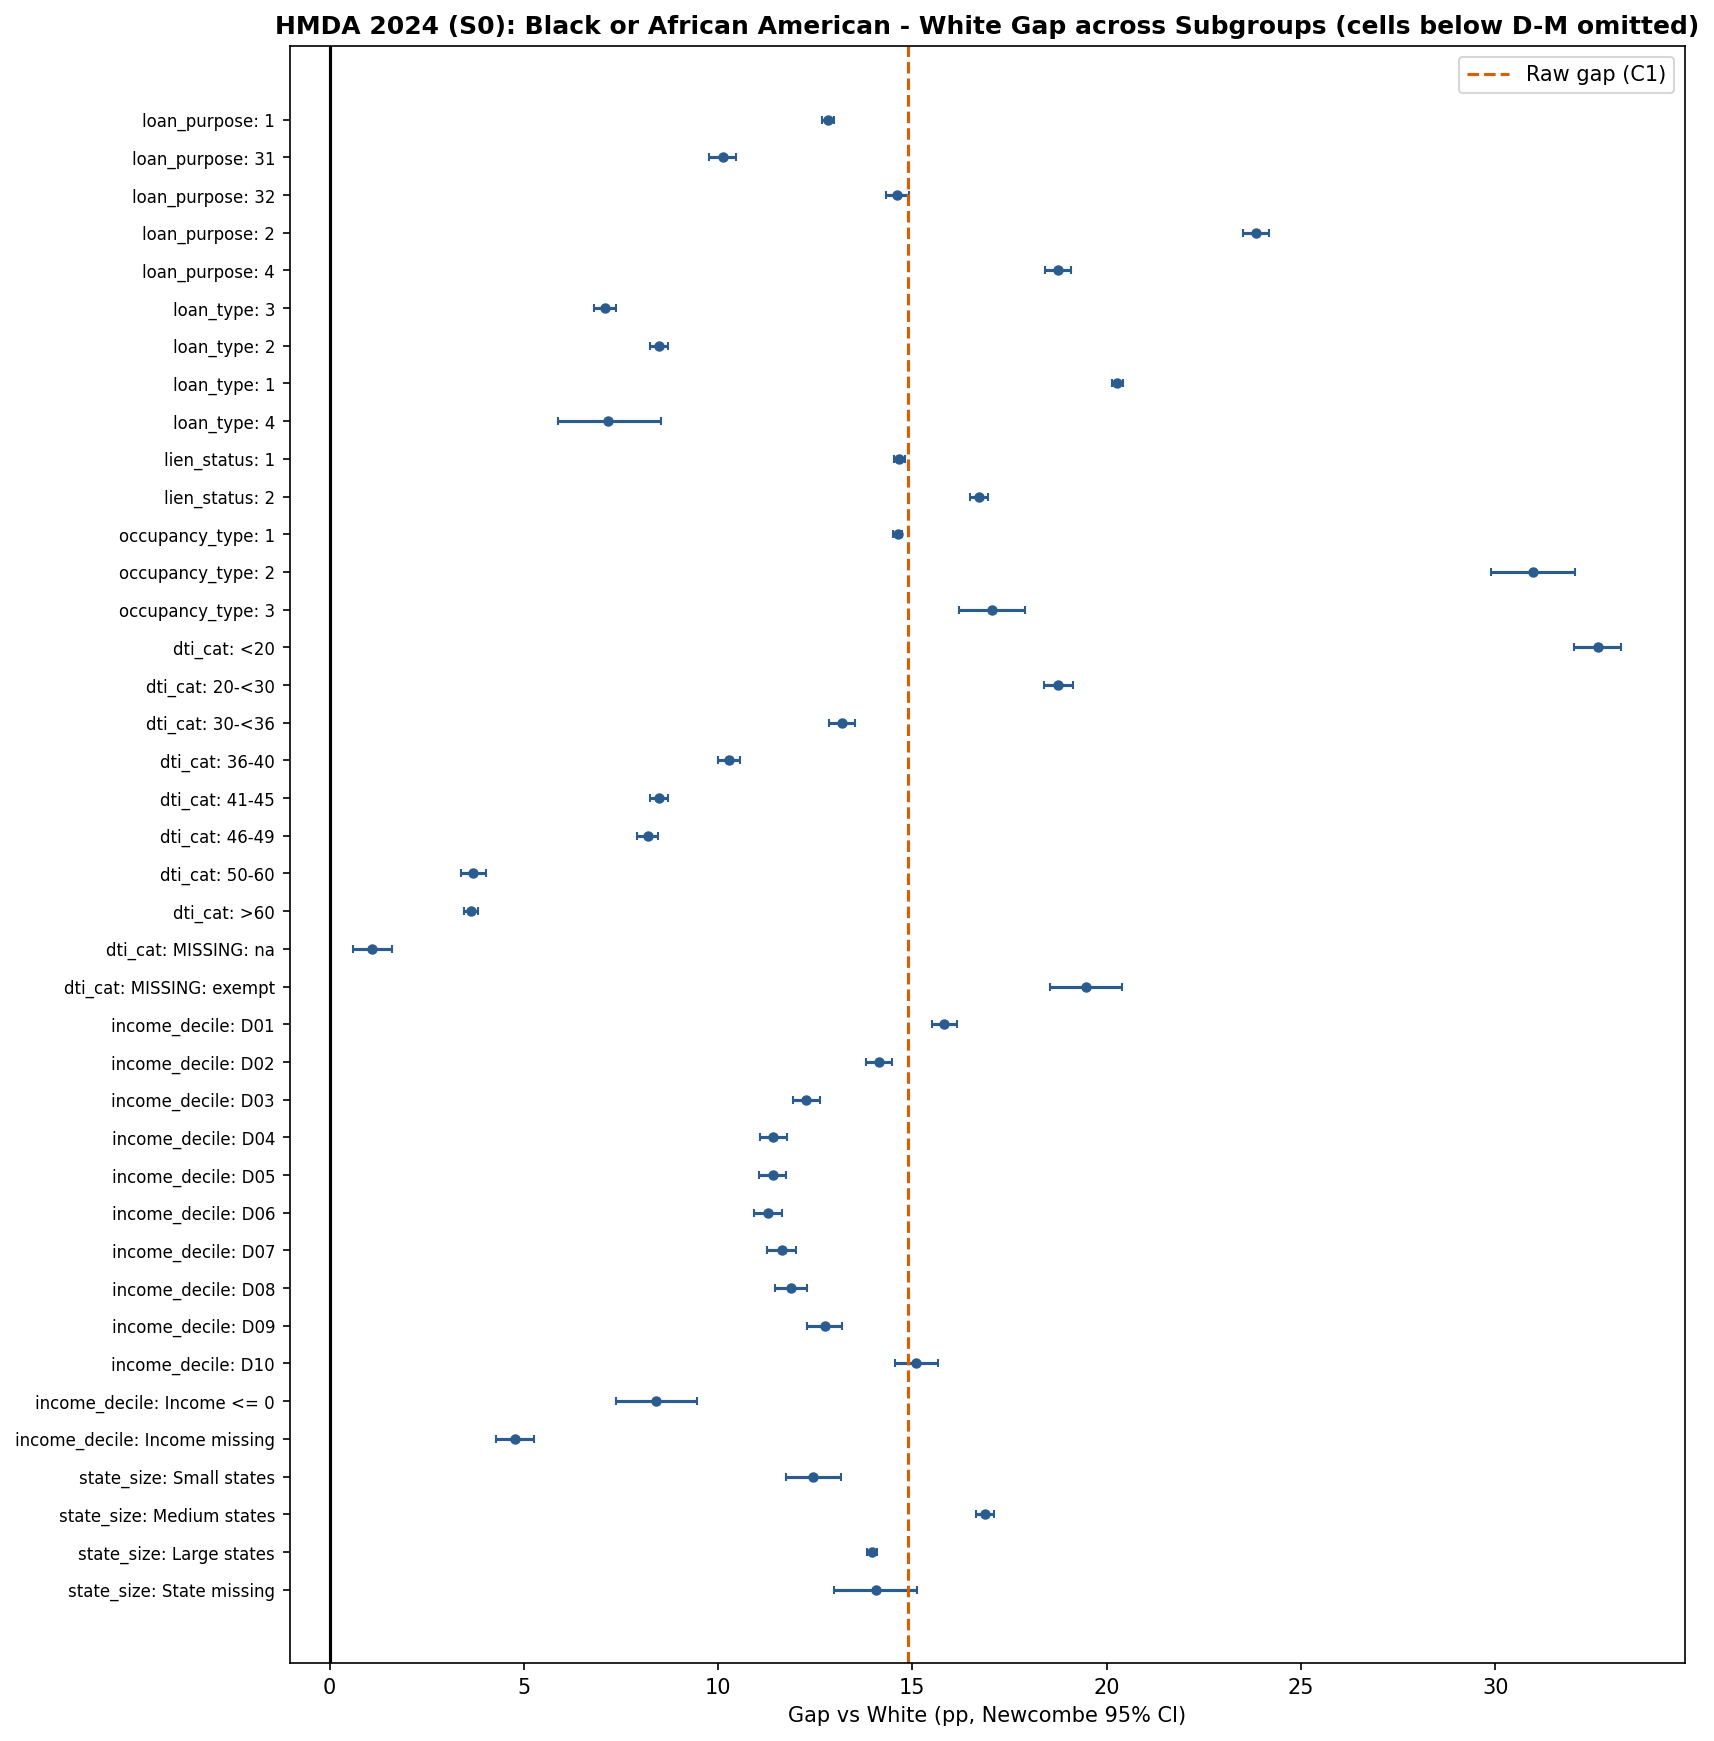 HMDA 2024 (S0): Black or African American - White Gap across Subgroups (cells below D-M omitted)
Raw gap (C1)
loan_purpose: 1
loan_purpose: 31
loan_purpose: 32
loan_purpose: 2
loan_purpose: 4
loan_type: 3
loan_type: 2
loan_type: 1
loan_type: 4
lien_status: 1
lien_status: 2
occupancy_type: 1
occupancy_type: 2
occupancy_type: 3
dti_cat: <20
dti_cat: 20-<30
dti_cat: 30-<36
dti_cat: 36-40
dti_cat: 41-45
dti_cat: 46-49
dti_cat: 50-60
dti_cat: >60
dti_cat: MISSING: na
dti_cat: MISSING: exempt
income_decile: D01
income_decile: D02
income_decile: D03
income_decile: D04
income_decile: D05
income_decile: D06
income_decile: D07
income_decile: D08
income_decile: D09
income_decile: D10
income_decile: Income <= 0
income_decile: Income missing
state_size: Small states
state_size: Medium states
state_size: Large states
state_size: State missing
0 5 10 15 20 25 30
Gap vs White (pp, Newcombe 95% CI)